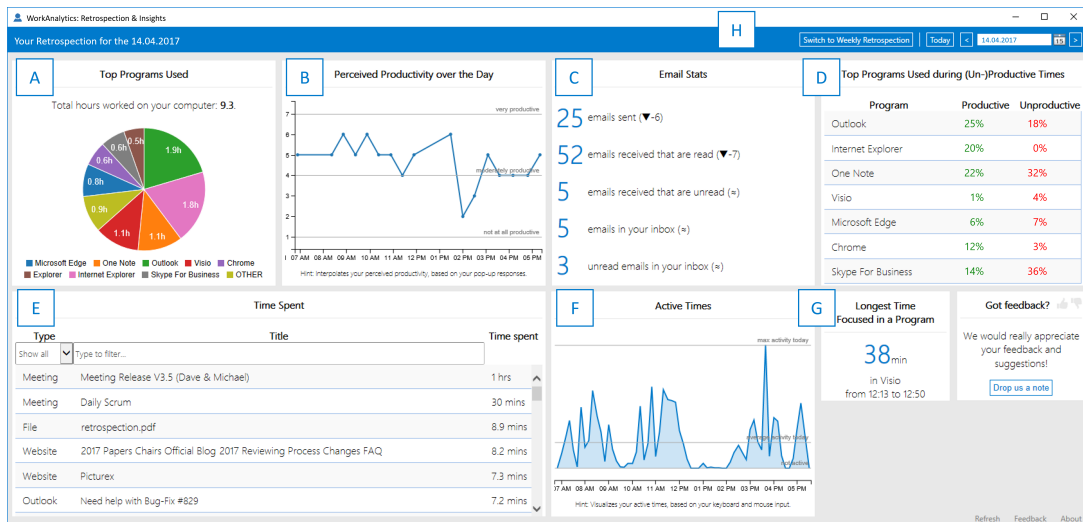 WorkAnalytics: Retrospection & Insights
Your Retrospection for the 14.04.2017
H
Switch to Weekly Retrospection
Today
<
14.04.2017
15
>
A
Top Programs Used
Total hours worked on your computer: 9.3.
0.5h
1.9h
0.6h
0.6h
0.8h
1.8h
0.9h
1.1h
1.1h
Microsoft Edge One Note Outlook Visio Chrome
Explorer Internet Explorer Skype For Business OTHER
B
Perceived Productivity over the Day
very productive
7
6
5
moderately productive
4
3
2
not at all productive
1
07 AM 08 AM 09 AM 10 AM 11 AM 12 PM 01 PM 02 PM 03 PM 04 PM 05 PM
Hint: Interpolates your perceived productivity, based on your pop-up responses.
C
Email Stats
25 emails sent (▼-6)
52 emails received that are read (▼-7)
5 emails received that are unread (≈)
5 emails in your inbox (≈)
3 unread emails in your inbox (≈)
D
Top Programs Used during (Un-)Productive Times
Program Productive Unproductive
Outlook 25% 18%
Internet Explorer 20% 0%
One Note 22% 32%
Visio 1% 4%
Microsoft Edge 6% 7%
Chrome 12% 3%
Skype For Business 14% 36%
E
Time Spent
Type Title Time spent
Show all Type to filter...
Meeting Meeting Release V3.5 (Dave & Michael) 1 hrs
Meeting Daily Scrum 30 mins
File retrospection.pdf 8.9 mins
Website 2017 Papers Chairs Official Blog 2017 Reviewing Process Changes FAQ 8.2 mins
Website Picturex 7.3 mins
Outlook Need help with Bug-Fix #829 7.2 mins
F
Active Times
max activity today
average activity today
not active
07 AM 08 AM 09 AM 10 AM 11 AM 12 PM 01 PM 02 PM 03 PM 04 PM 05 PM
Hint: Visualizes your active times, based on your keyboard and mouse input.
G
Longest Time
Focused in a Program
38min
in Visio
from 12:13 to 12:50
Got feedback?
We would really appreciate
your feedback and
suggestions!
Drop us a note
Refresh Feedback About